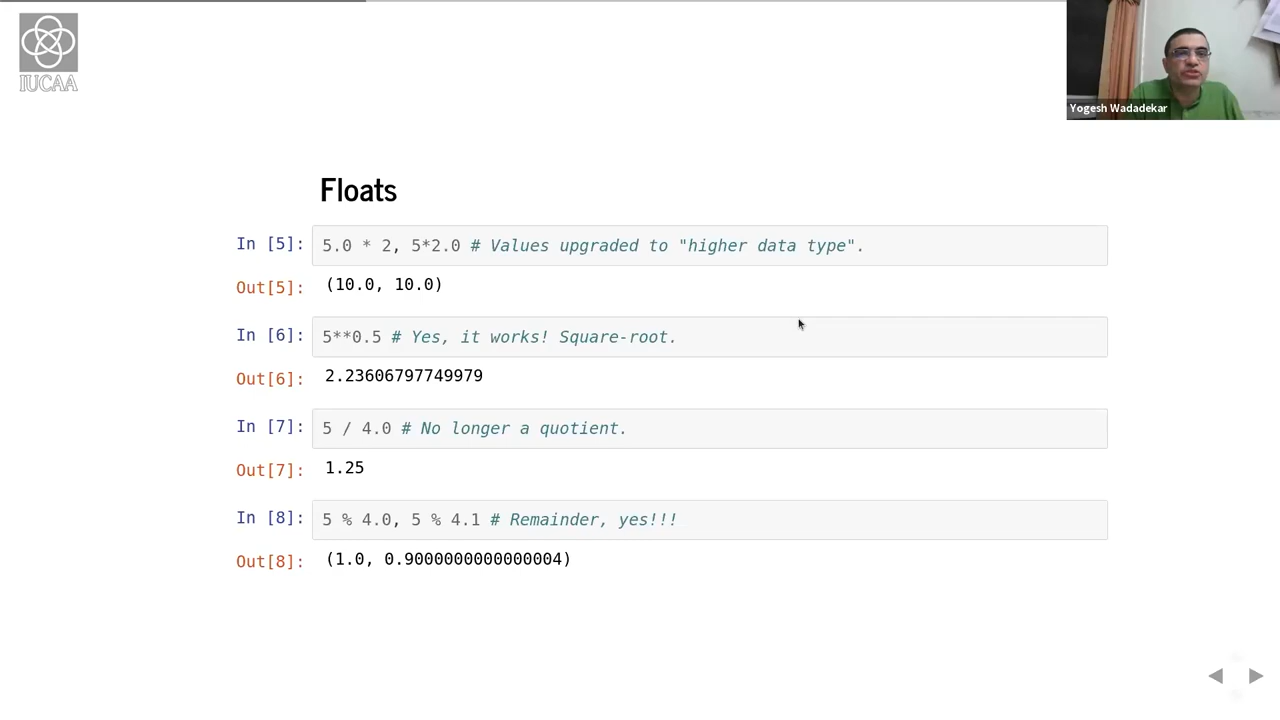 IUCAA
Yogesh Wadadekar
Floats
In [5]: 5.0 * 2, 5*2.0 # Values upgraded to "higher data type".
Out[5]: (10.0, 10.0)
In [6]: 5**0.5 # Yes, it works! Square-root.
Out[6]: 2.23606797749979
In [7]: 5 / 4.0 # No longer a quotient.
Out[7]: 1.25
In [8]: 5 % 4.0, 5 % 4.1 # Remainder, yes!!!
Out[8]: (1.0, 0.9000000000000004)